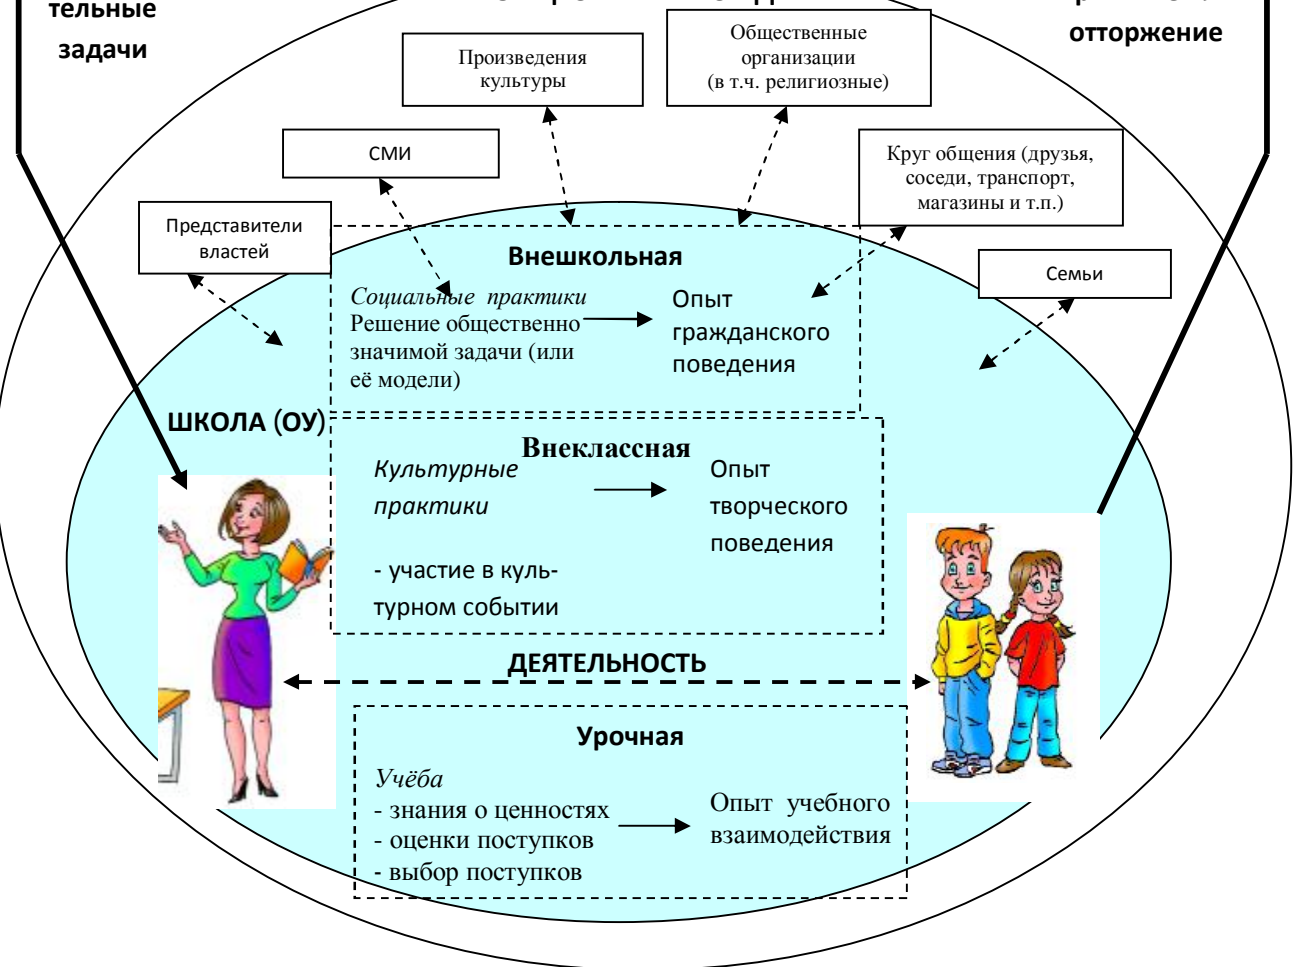 тельные
задачи
отторжение
Произведения
культуры
Общественные
организации
(в т.ч. религиозные)
СМИ
Круг общения (друзья,
соседи, транспорт,
магазины и т.п.)
Представители
властей
Семьи
Внешкольная
Социальные практики
Решение общественно
значимой задачи (или
её модели)
Опыт
гражданского
поведения
ШКОЛА (ОУ)
Внеклассная
Культурные
практики
- участие в куль-
турном событии
Опыт
творческого
поведения
ДЕЯТЕЛЬНОСТЬ
Урочная
Учёба
- знания о ценностях
- оценки поступков
- выбор поступков
Опыт учебного
взаимодействия